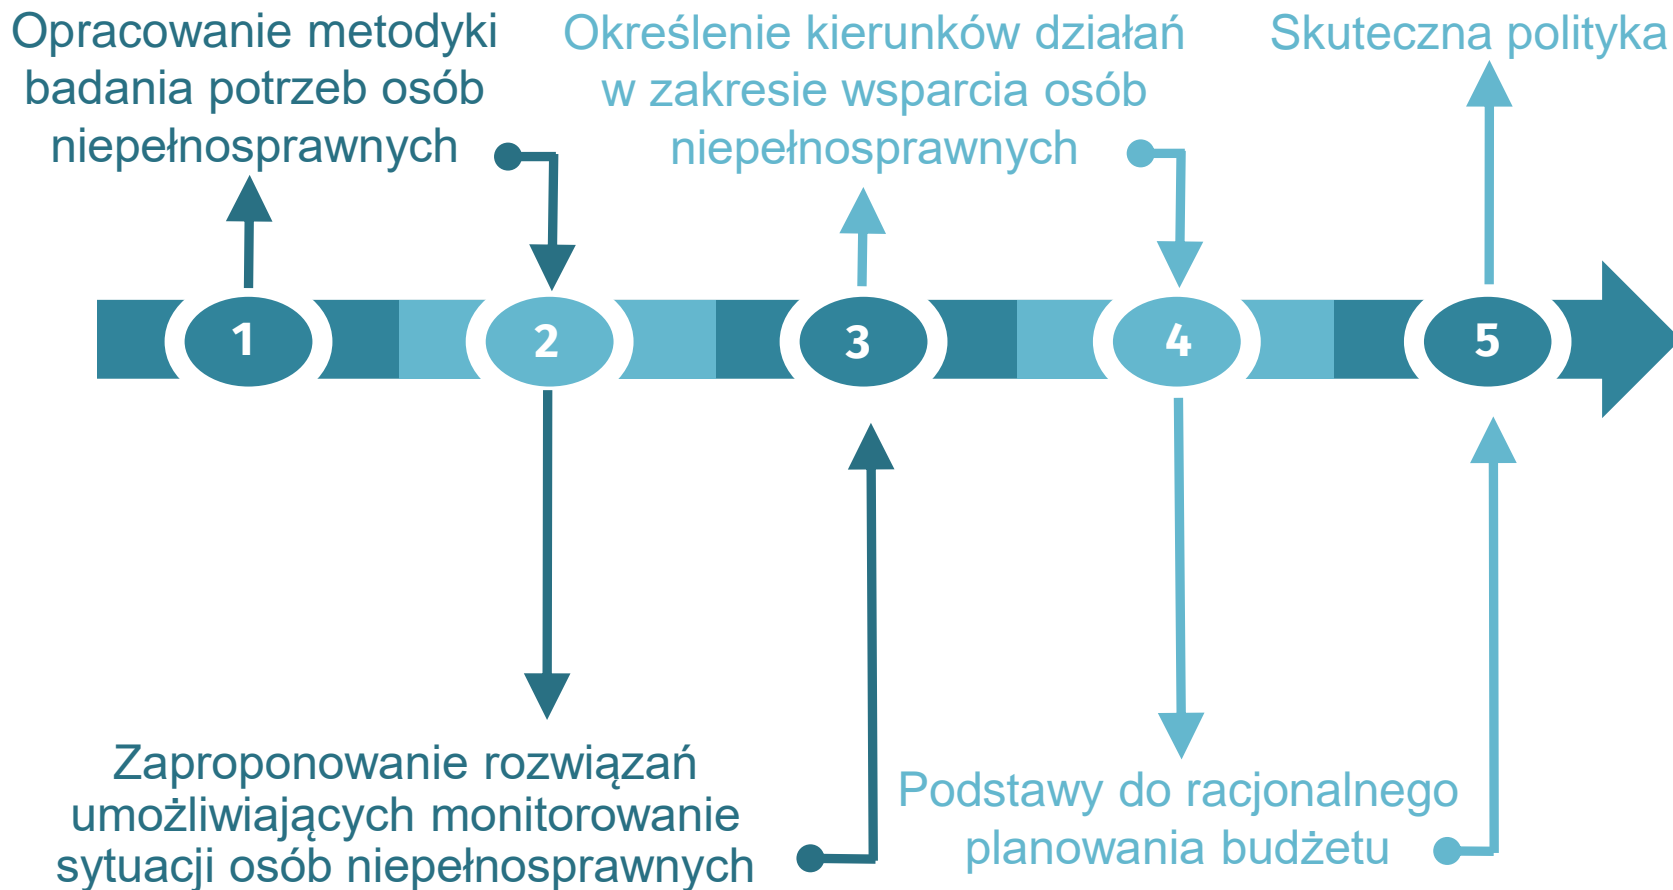 Opracowanie metodyki
badania potrzeb osób
niepełnosprawnych
Określenie kierunków działań
w zakresie wsparcia osób
niepełnosprawnych
Skuteczna polityka
1
2
3
4
5
Zaproponowanie rozwiązań
umożliwiających monitorowanie
sytuacji osób niepełnosprawnych
Podstawy do racjonalnego
planowania budżetu